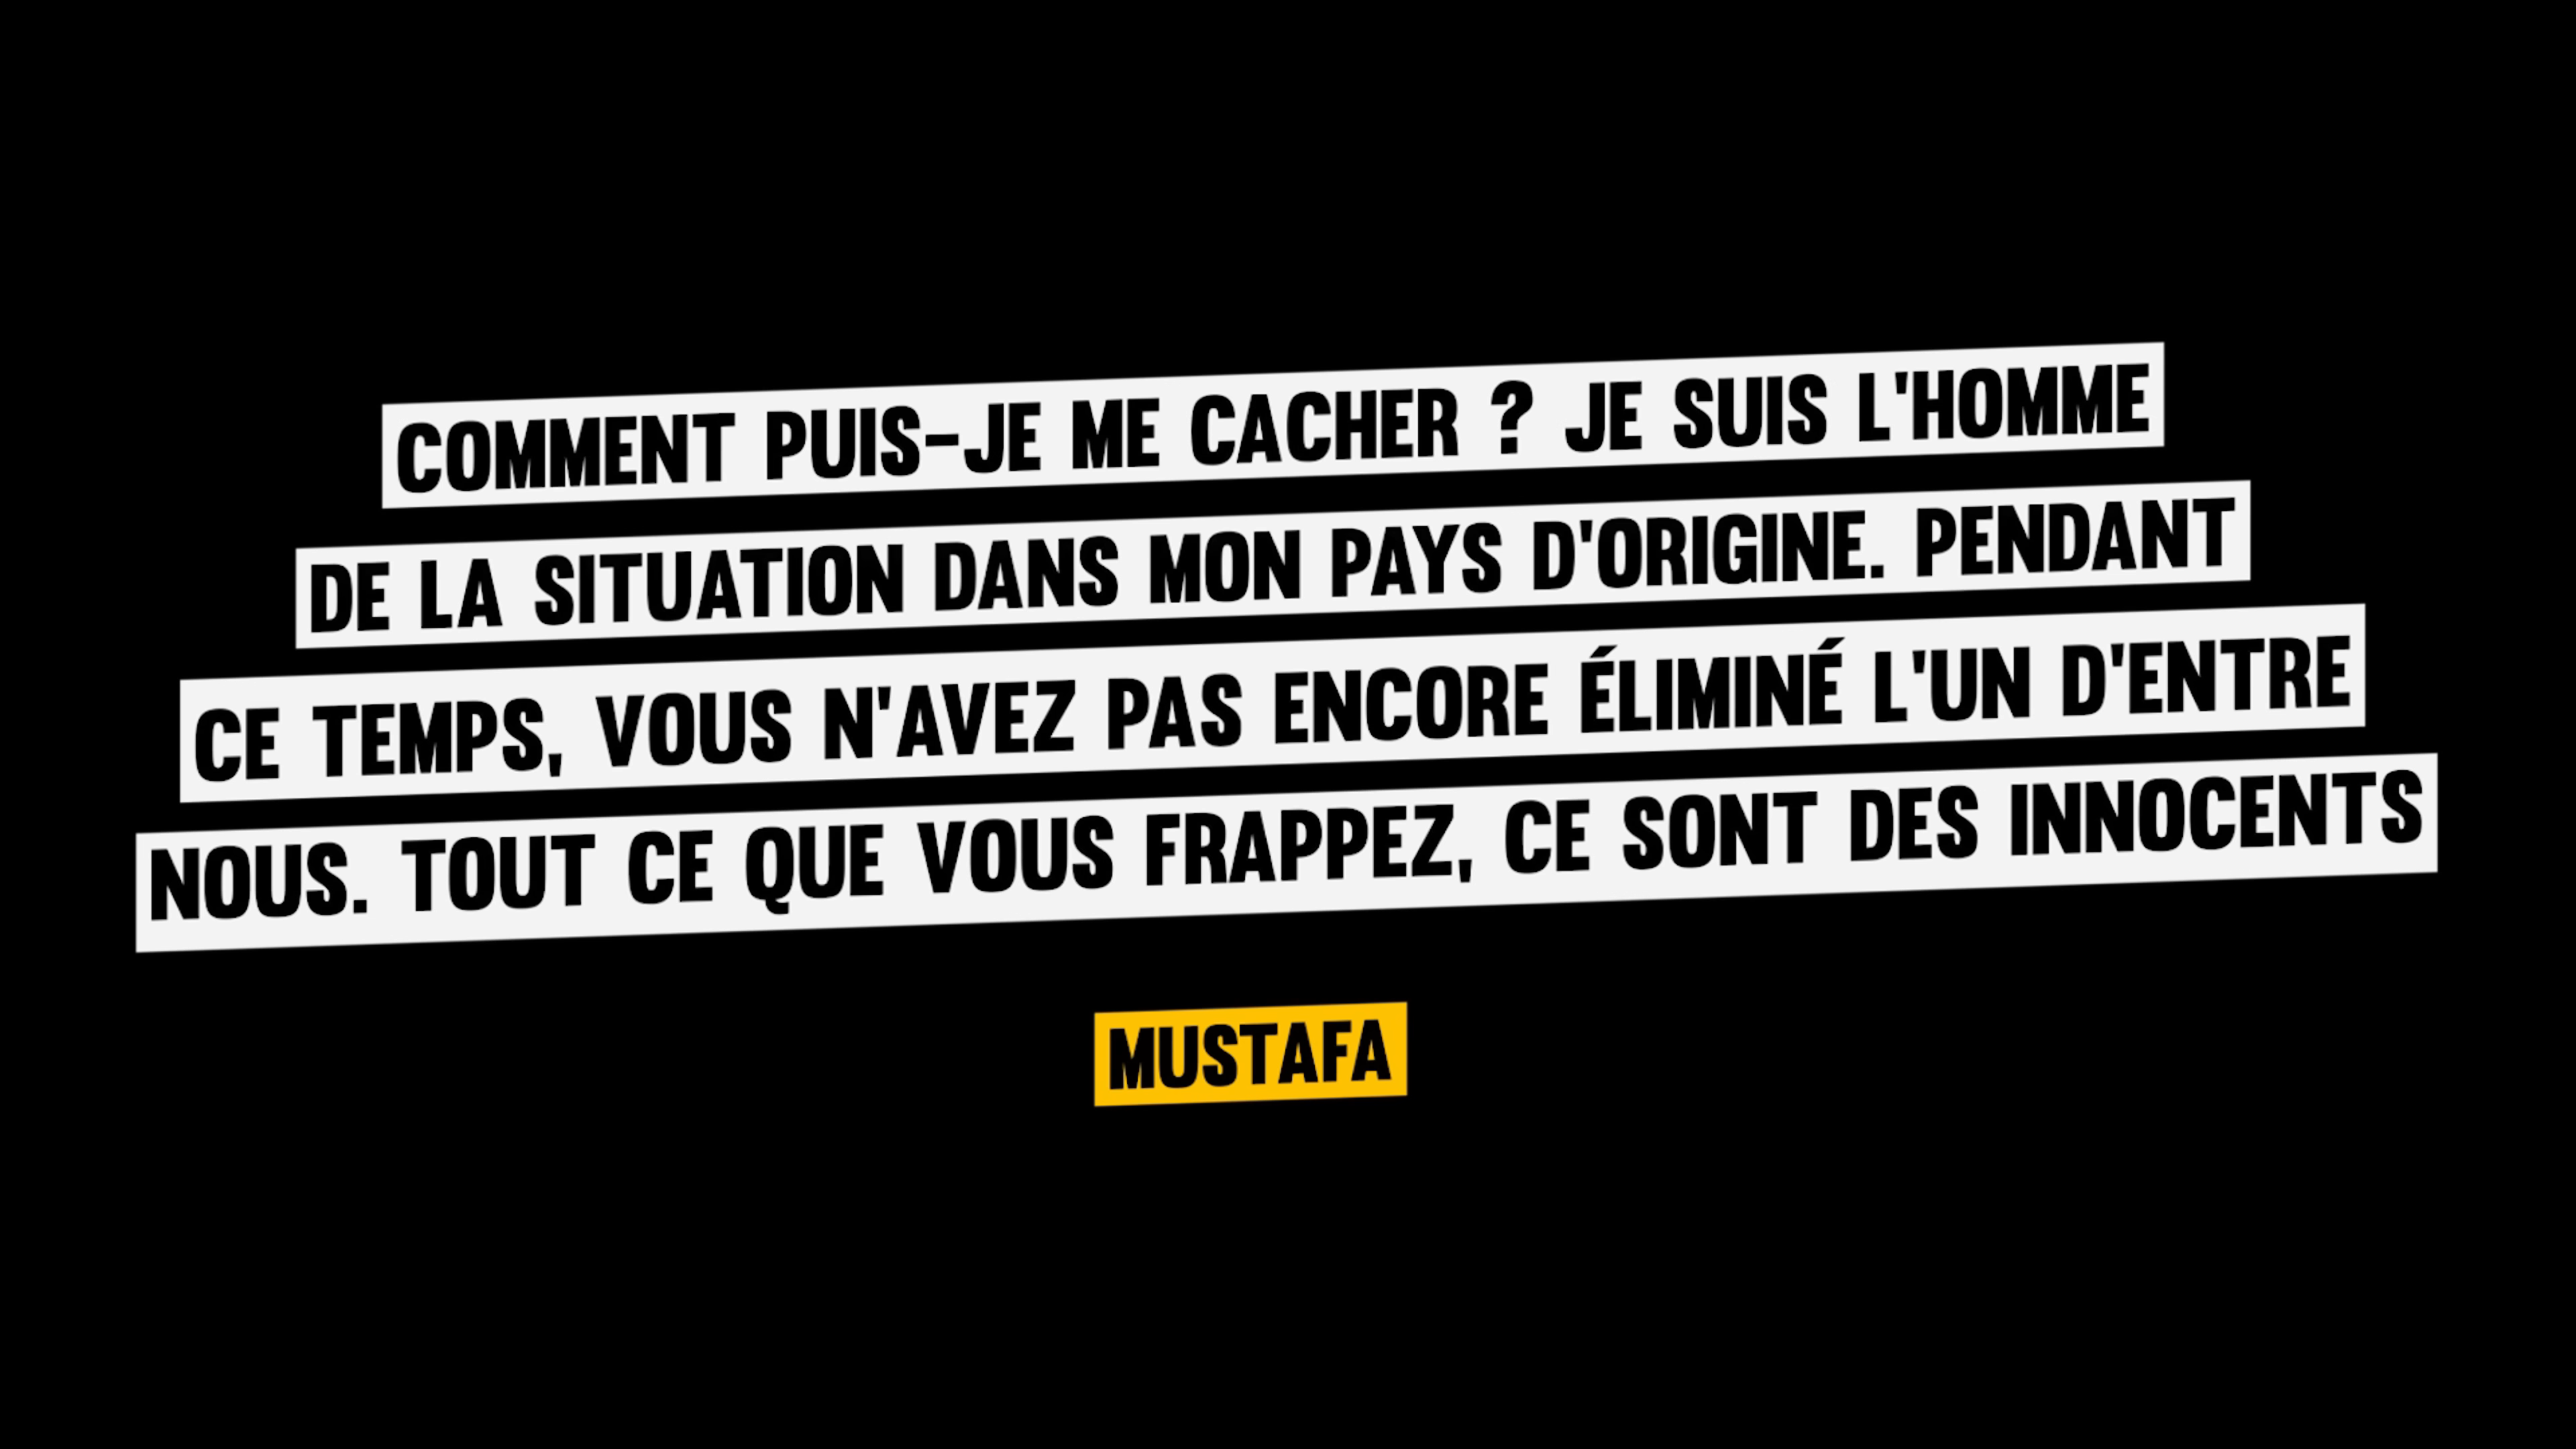 COMMENT PUIS-JE ME CACHER ? JE SUIS L'HOMME
DE LA SITUATION DANS MON PAYS D'ORIGINE. PENDANT
CE TEMPS, VOUS N'AVEZ PAS ENCORE ÉLIMINÉ L'UN D'ENTRE
NOUS. TOUT CE QUE VOUS FRAPPEZ, CE SONT DES INNOCENTS
MUSTAFA